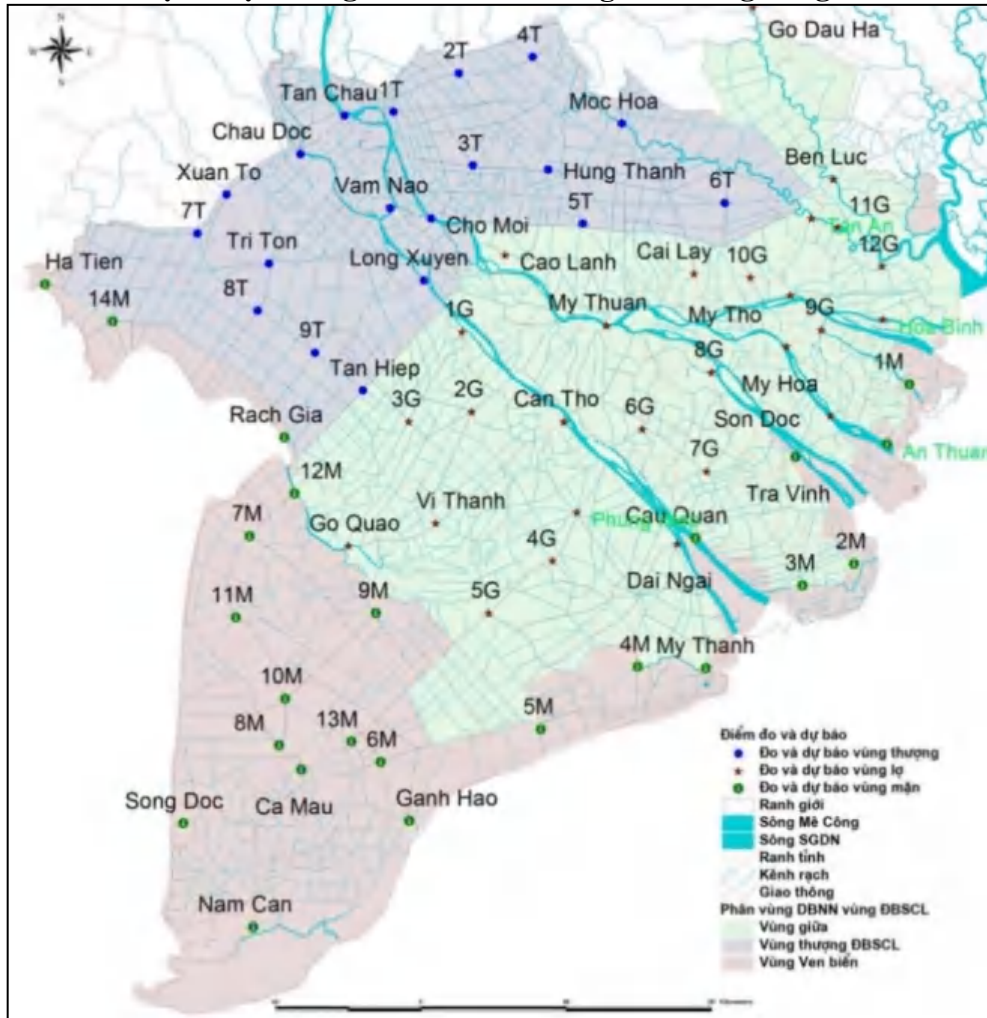 Go Dau Ha
4T
2T
Tan Chau
1T
Moc Hoa
Chau Doc
3T
Ben Luc
Xuan To
Vam Nao
Hung Thanh
6T
11G
7T
5T
Tan An
Cho Moi
Tri Ton
Cai Lay
10G
12G
Ha Tien
Long Xuyen
Cao Lanh
8T
14M
1G
My Thuan
My Tho
9G
Hoa Binh
9T
8G
1M
Tan Hiep
My Hoa
3G
2G
Can Tho
6G
Son Doc
Rach Gia
An Thuan
7G
12M
Tra Vinh
Vi Thanh
7M
Go Quao
Cau Quan
4G
2M
3M
Dai Ngai
11M
9M
5G
4M
My Thanh
10M
8M
13M
6M
5M
Song Doc
Ca Mau
Ganh Hao
Nam Can
Điểm đo và dự báo
Đo và dự báo vùng thượng
Đo và dự báo vùng lợ
Đo và dự báo vùng mặn
Ranh giới
Sông Mê Công
Sông SGDN
Ranh tỉnh
Kênh rạch
Giao thông
Phân vùng DBNN vùng ĐBSCL
Vùng giữa
Vùng thượng ĐBSCL
Vùng Ven biển